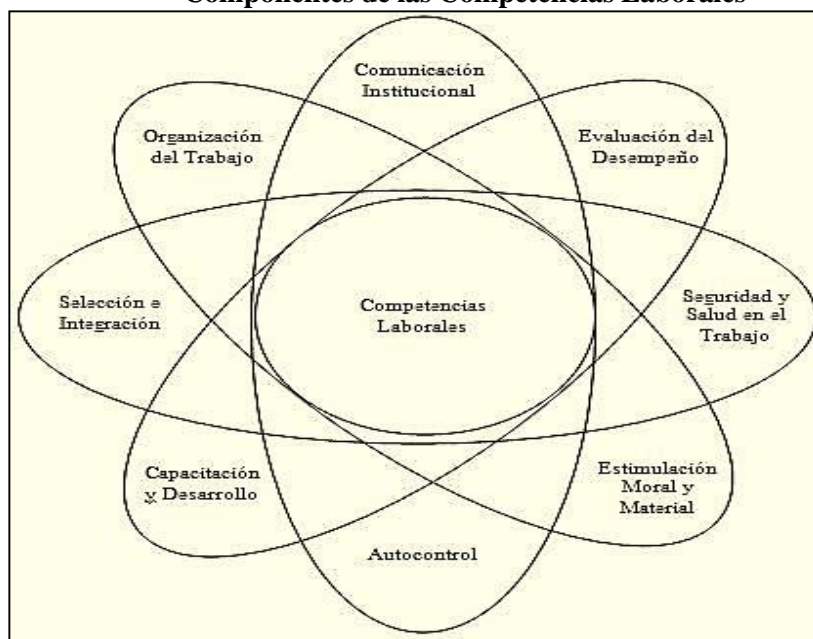 Componentes de las Competencias Laborales
Comunicación
Institucional
Organización
del Trabajo
Evaluación del
Desempeño
Selección e
Integración
Competencias
Laborales
Seguridad y
Salud en el
Trabajo
Capacitación
y Desarrollo
Estimulación
Moral y
Material
Autocontrol